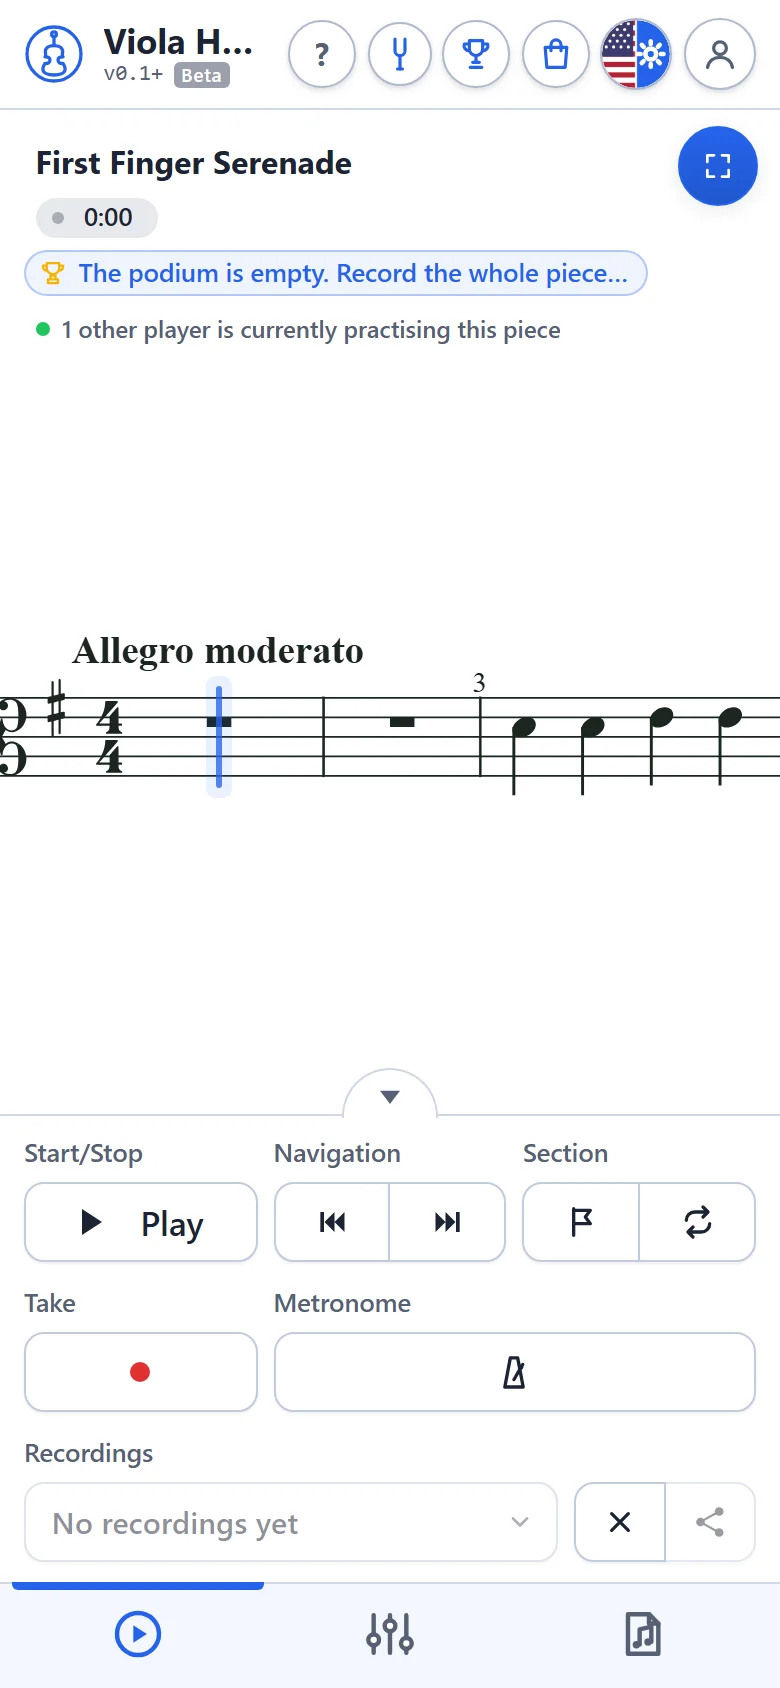 Viola H...
v0.1+ Beta
?
First Finger Serenade
0:00
The podium is empty. Record the whole piece...
1 other player is currently practising this piece
Allegro moderato
3
4
4
Start/Stop
Navigation
Section
Play
Take
Metronome
Recordings
No recordings yet